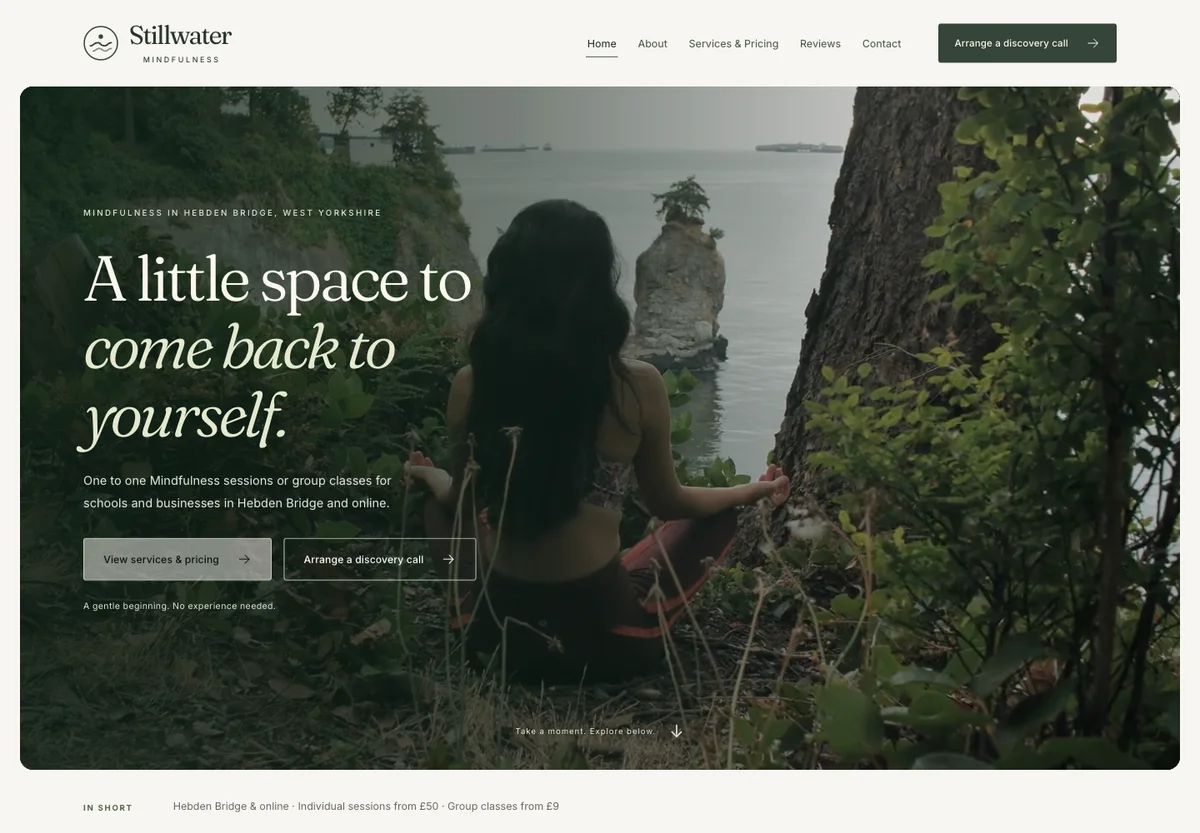 Stillwater
MINDFULNESS
Home
About
Services & Pricing
Reviews
Contact
Arrange a discovery call
MINDFULNESS IN HEBDEN BRIDGE, WEST YORKSHIRE
A little space to
come back to
yourself.
One to one Mindfulness sessions or group classes for
schools and businesses in Hebden Bridge and online.
View services & pricing
Arrange a discovery call
A gentle beginning. No experience needed.
Take a moment. Explore below.
IN SHORT
Hebden Bridge & online · Individual sessions from £50 · Group classes from £9